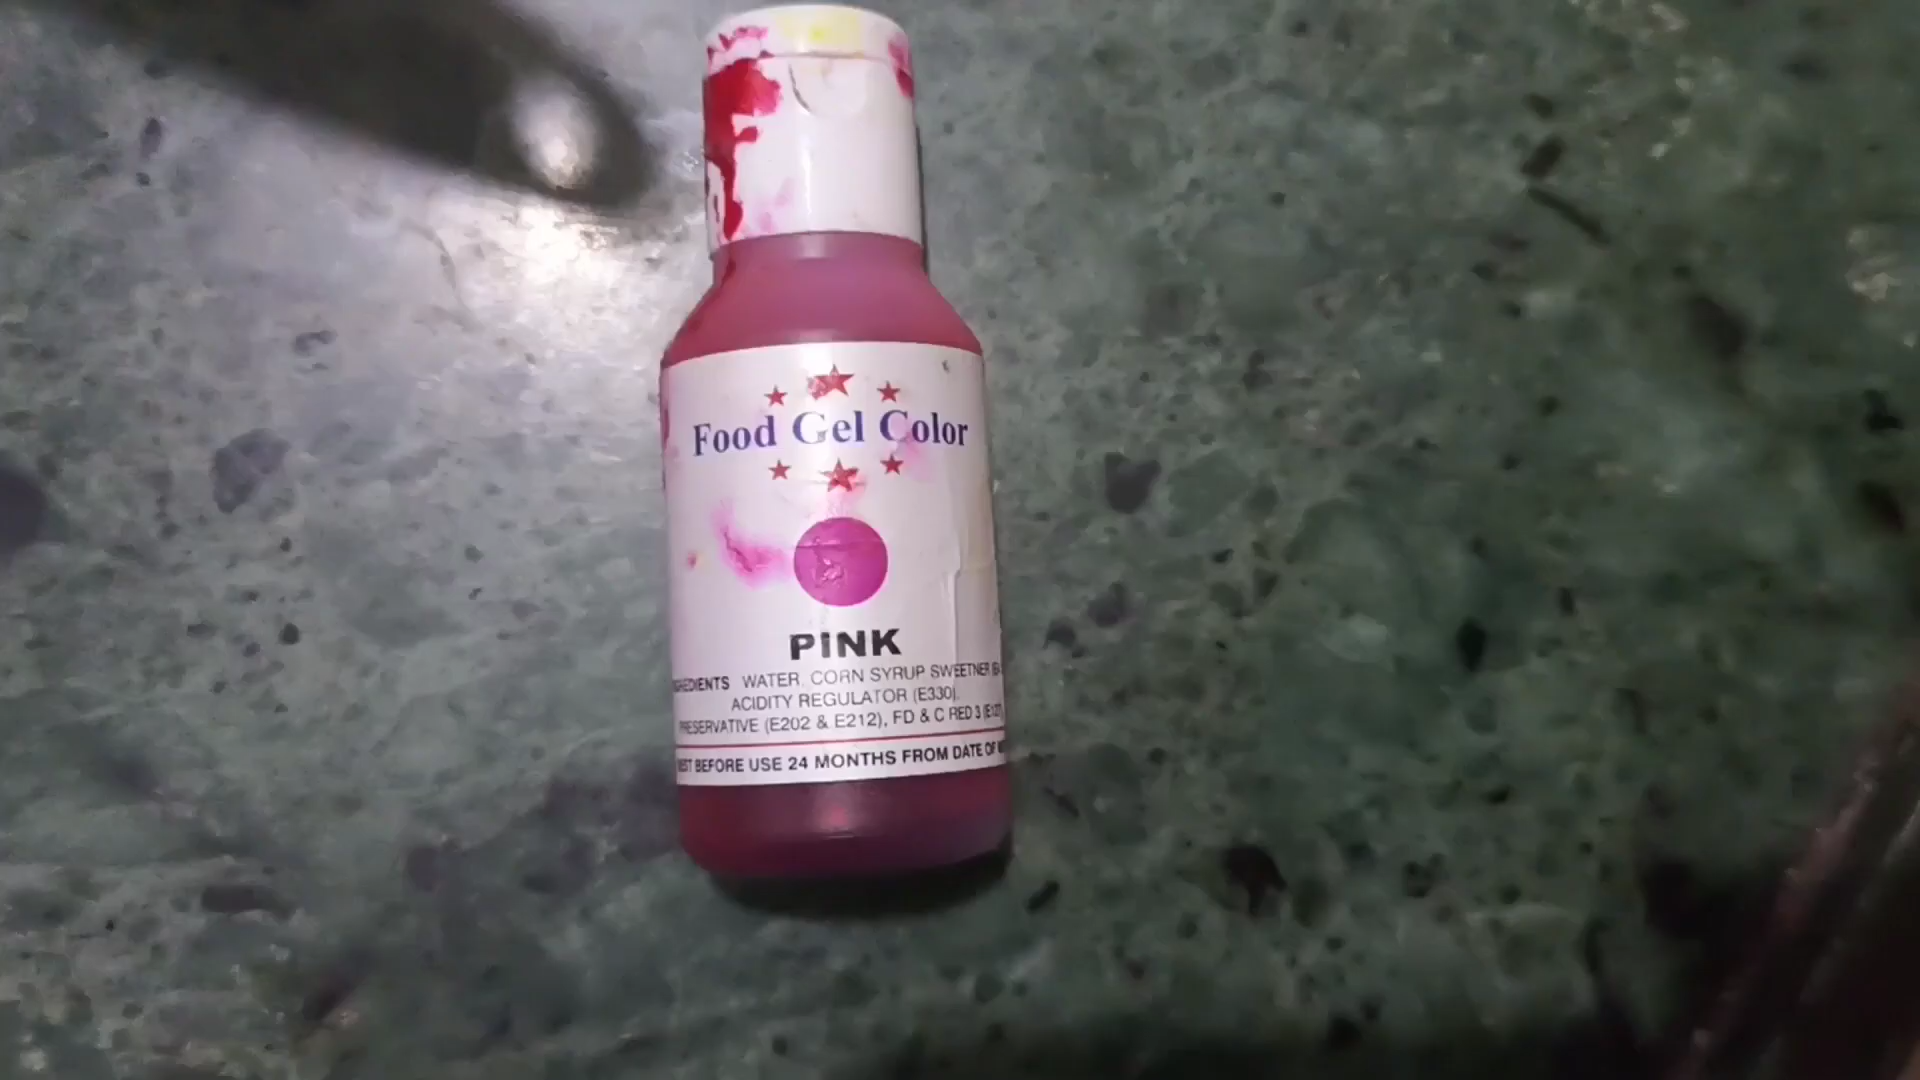 Food Gel Color
PINK
WATER, CORN SYRUP SWEETNER
ACIDITY REGULATOR (E330),
(E202 & E212), FD & C RED 3
BEFORE USE 24 MONTHS FROM DATE OF